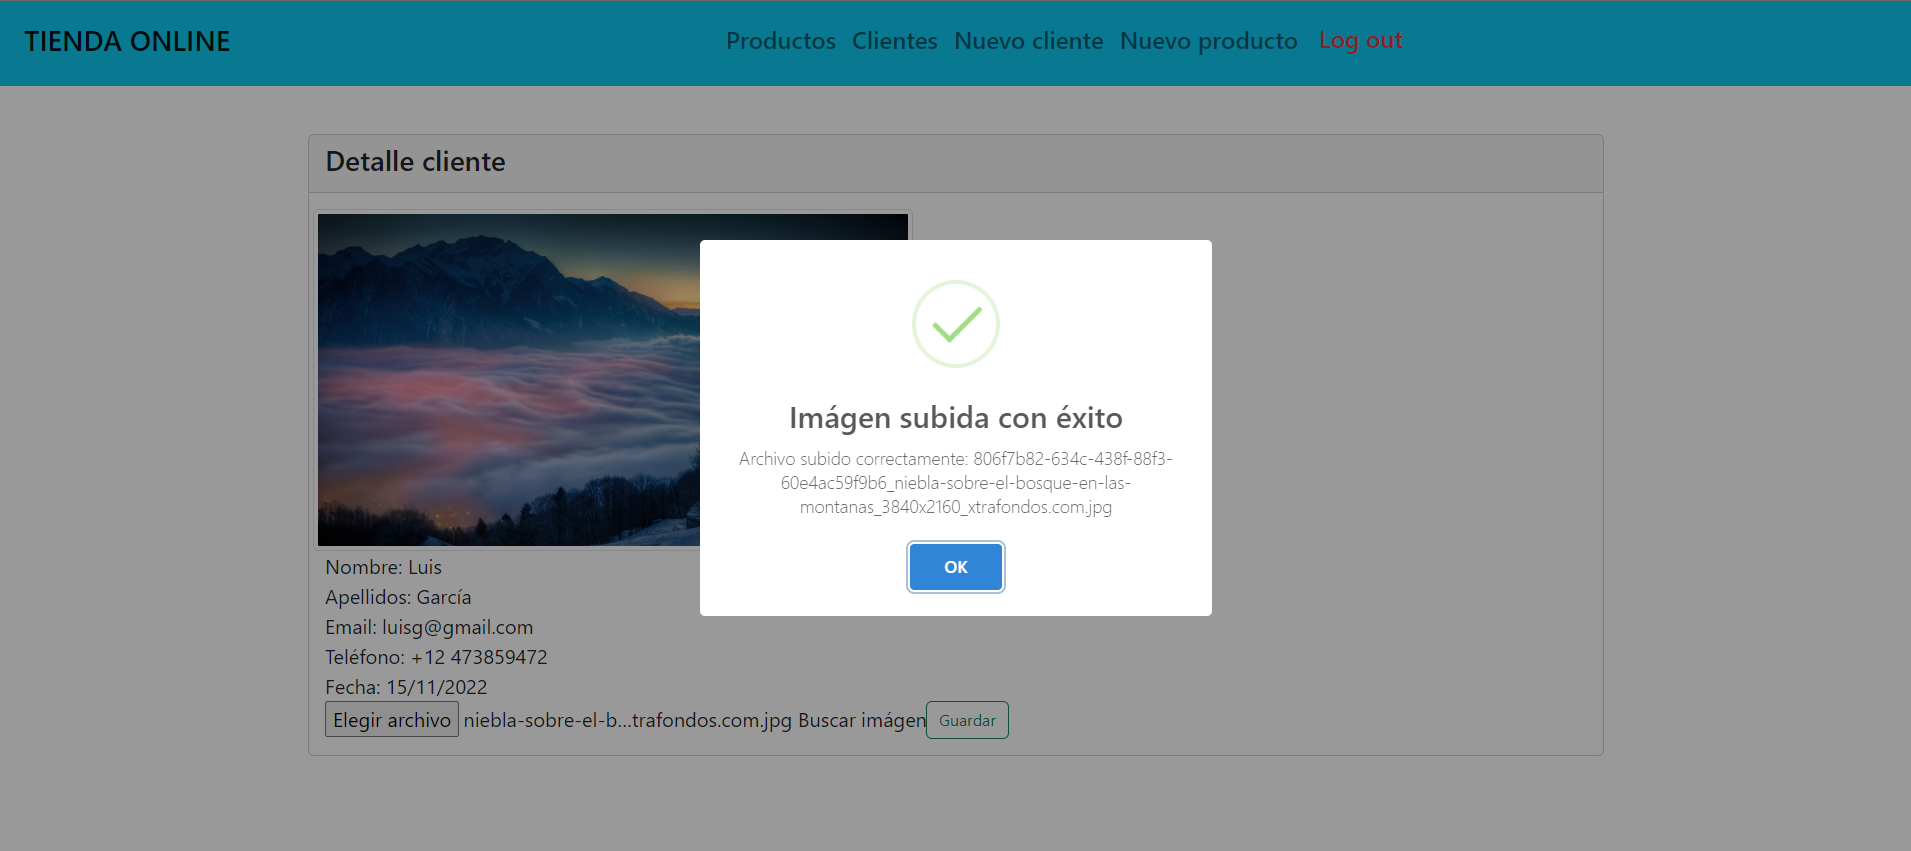 TIENDA ONLINE
Productos Clientes Nuevo cliente Nuevo producto Log out
Detalle cliente
Imágen subida con éxito
Archivo subido correctamente: 806f7b82-634c-438f-88f3-
60e4ac59f9b6_niebla-sobre-el-bosque-en-las-
montanas_3840x2160_xtrafondos.com.jpg
OK
Nombre: Luis
Apellidos: García
Email: luisg@gmail.com
Teléfono: +12 473859472
Fecha: 15/11/2022
Elegir archivo niebla-sobre-el-b...trafondos.com.jpg Buscar imágen Guardar